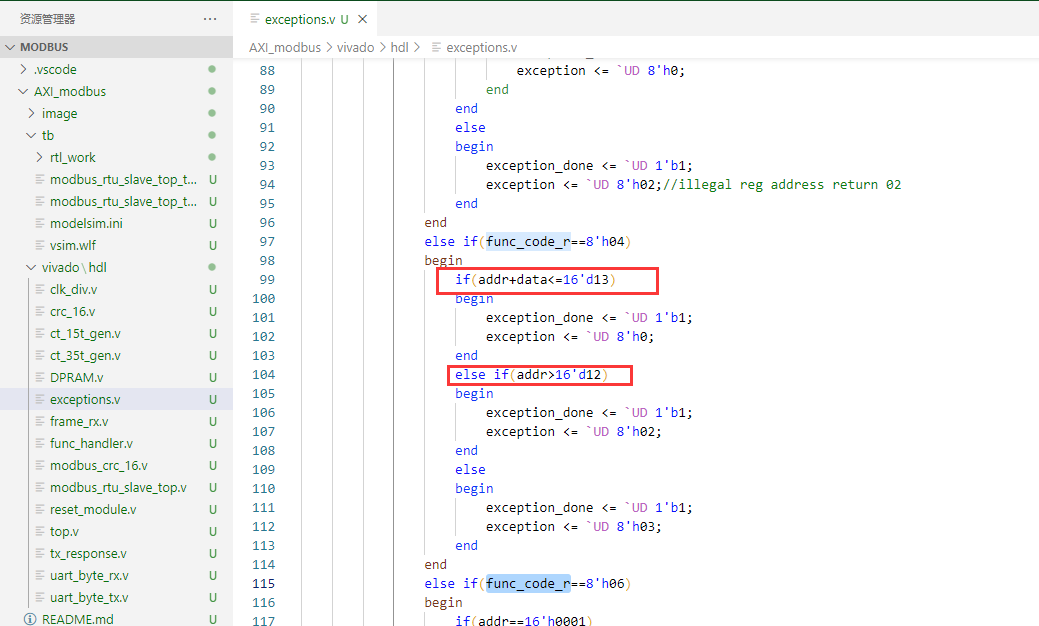 资源管理器
···
exceptions.v U ×
MODBUS
AXI_modbus > vivado > hdl > exceptions.v
.vscode
AXI_modbus
image
tb
rtl_work
modbus_rtu_slave_top_t... U
modbus_rtu_slave_top_t... U
modelsim.ini U
vsim.wlf U
vivado\hdl
clk_div.v U
crc_16.v U
ct_15t_gen.v U
ct_35t_gen.v U
DPRAM.v U
exceptions.v U
frame_rx.v U
func_handler.v U
modbus_crc_16.v U
modbus_rtu_slave_top.v U
reset_module.v U
top.v U
tx_response.v U
uart_byte_rx.v U
uart_byte_tx.v U
README.md U
88 exception <= `UD 8'h0;
89 end
90 end
91 else
92 begin
93 exception_done <= `UD 1'b1;
94 exception <= `UD 8'h02;//illegal reg address return 02
95 end
96 end
97 else if(func_code_r==8'h04)
98 begin
99 if(addr+data<=16'd13)
100 begin
101 exception_done <= `UD 1'b1;
102 exception <= `UD 8'h0;
103 end
104 else if(addr>16'd12)
105 begin
106 exception_done <= `UD 1'b1;
107 exception <= `UD 8'h02;
108 end
109 else
110 begin
111 exception_done <= `UD 1'b1;
112 exception <= `UD 8'h03;
113 end
114 end
115 else if(func_code_r==8'h06)
116 begin
117 if(addr==16'h0001)